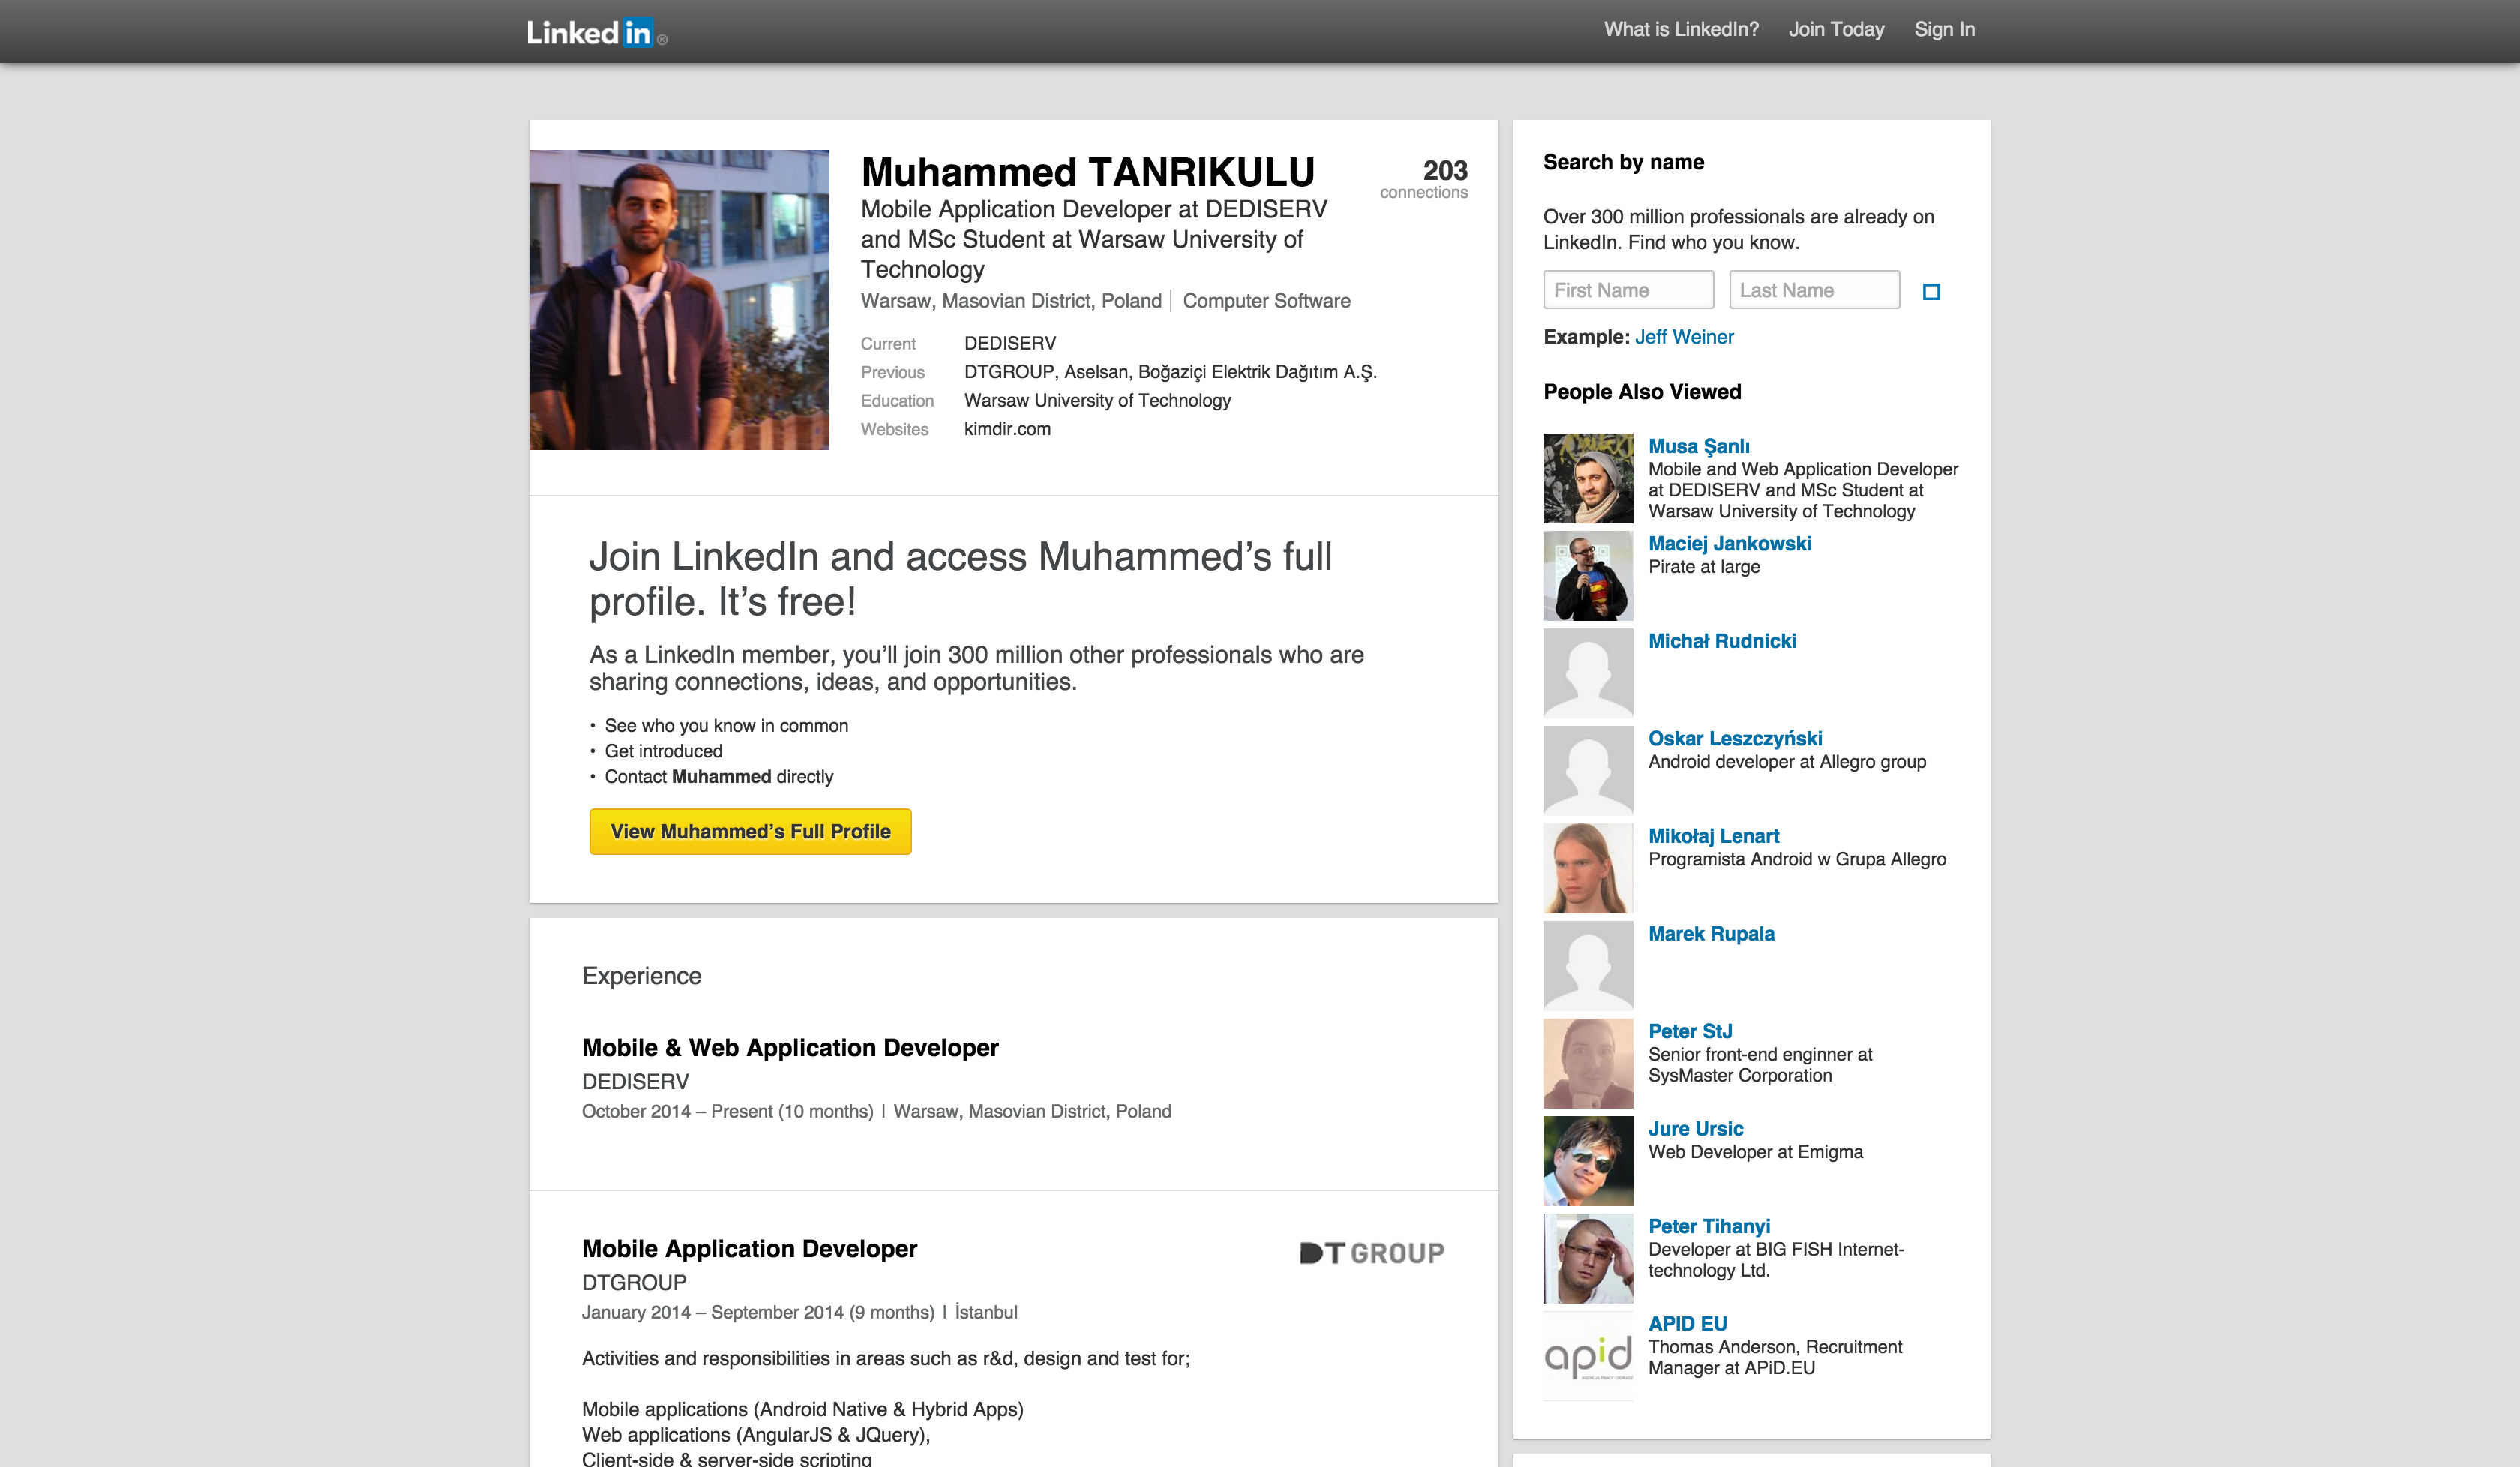 Linked in ®
What is LinkedIn? Join Today Sign In
Muhammed TANRIKULU
203
connections
Mobile Application Developer at DEDISERV
and MSc Student at Warsaw University of
Technology
Warsaw, Masovian District, Poland | Computer Software
Current DEDISERV
Previous DTGROUP, Aselsan, Boğaziçi Elektrik Dağıtım A.Ş.
Education Warsaw University of Technology
Websites kimdir.com
Join LinkedIn and access Muhammed’s full
profile. It’s free!
As a LinkedIn member, you’ll join 300 million other professionals who are
sharing connections, ideas, and opportunities.
• See who you know in common
• Get introduced
• Contact Muhammed directly
View Muhammed’s Full Profile
Experience
Mobile & Web Application Developer
DEDISERV
October 2014 – Present (10 months) | Warsaw, Masovian District, Poland
Mobile Application Developer
DT GROUP
DTGROUP
January 2014 – September 2014 (9 months) | İstanbul
Activities and responsibilities in areas such as r&d, design and test for;
Mobile applications (Android Native & Hybrid Apps)
Web applications (AngularJS & JQuery),
Client-side & server-side scripting
Search by name
Over 300 million professionals are already on
LinkedIn. Find who you know.
First Name Last Name
Example: Jeff Weiner
People Also Viewed
Musa Şanlı
Mobile and Web Application Developer
at DEDISERV and MSc Student at
Warsaw University of Technology
Maciej Jankowski
Pirate at large
Michał Rudnicki
Oskar Leszczyński
Android developer at Allegro group
Mikołaj Lenart
Programista Android w Grupa Allegro
Marek Rupala
Peter StJ
Senior front-end enginner at
SysMaster Corporation
Jure Ursic
Web Developer at Emigma
Peter Tihanyi
Developer at BIG FISH Internet-
technology Ltd.
apid
APID EU
Thomas Anderson, Recruitment
Manager at APiD.EU